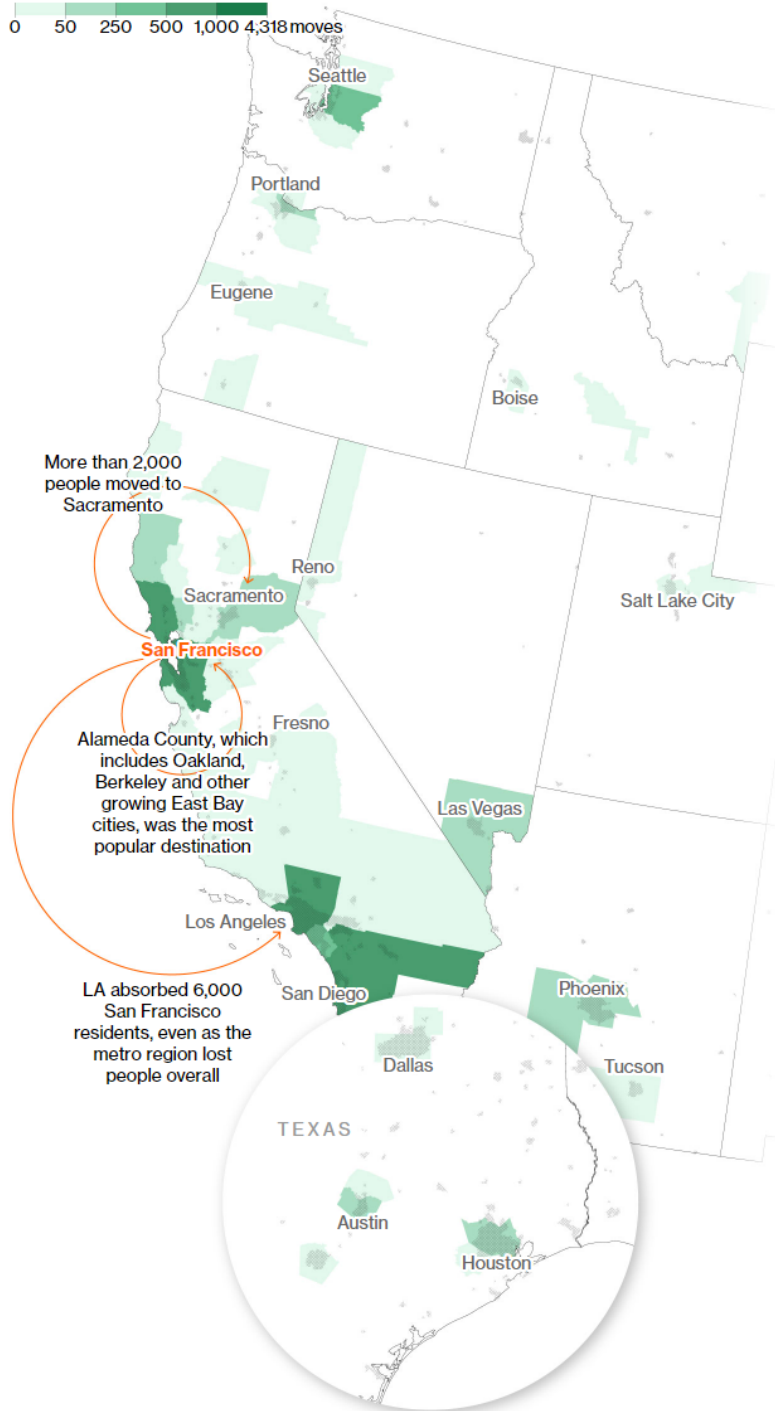 0 50 250 500 1,000 4,318 moves
Seattle
Portland
Eugene
Boise
More than 2,000
people moved to
Sacramento
Reno
Sacramento
Salt Lake City
San Francisco
Fresno
Alameda County, which
includes Oakland,
Berkeley and other
growing East Bay
cities, was the most
popular destination
Las Vegas
Los Angeles
San Diego
LA absorbed 6,000
San Francisco
residents, even as the
metro region lost
people overall
Phoenix
Tucson
Dallas
TEXAS
Austin
Houston